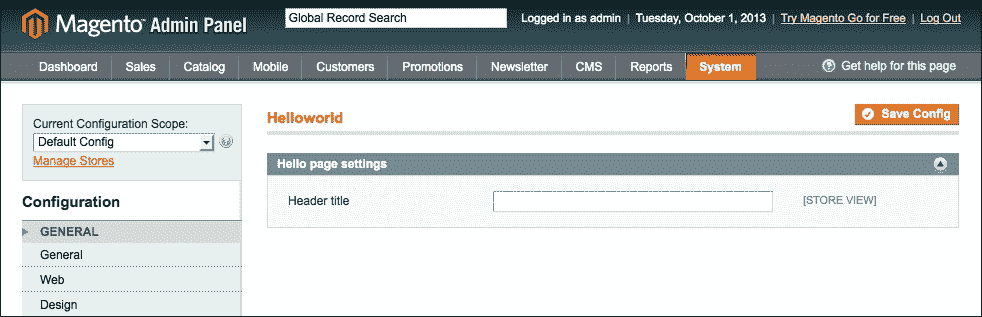 Magento™ Admin Panel
Global Record Search
Logged in as admin | Tuesday, October 1, 2013 | Try Magento Go for Free | Log Out
Dashboard Sales Catalog Mobile Customers Promotions Newsletter CMS Reports System Get help for this page
Current Configuration Scope:
Default Config
Manage Stores
Configuration
GENERAL
General
Web
Design
Helloworld
Save Config
Hello page settings
Header title [STORE VIEW]